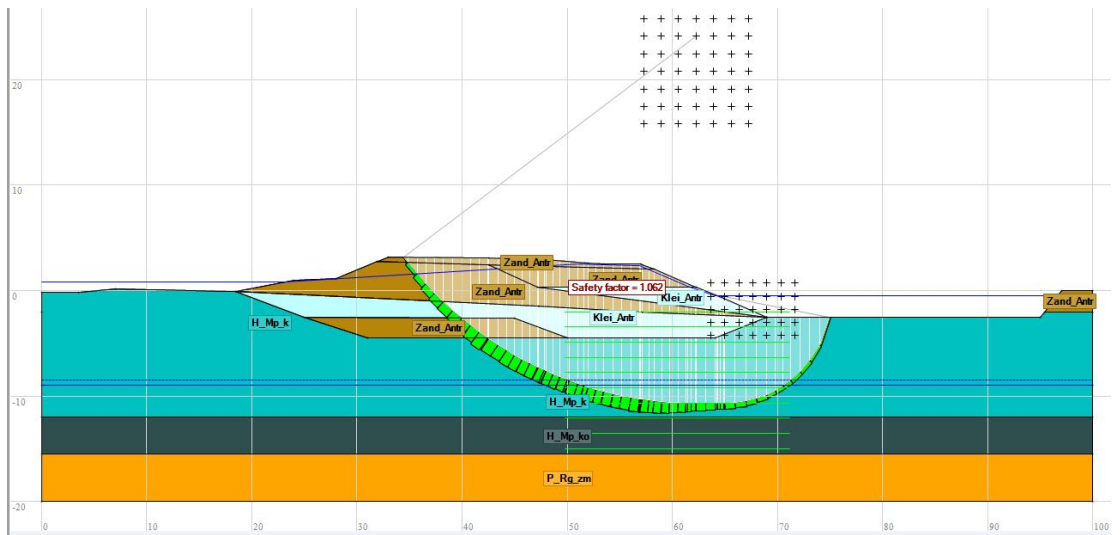 20
10
0
-10
-20
Zand_Antr
Zand_Antr
Safety factor = 1.062
Zand_Antr
Klei_Antr
Zand_Antr
Klei_Antr
H_Mp_k
Zand_Antr
H_Mp_k
H_Mp_ko
P_Rg_zm
0 10 20 30 40 50 60 70 80 90 100